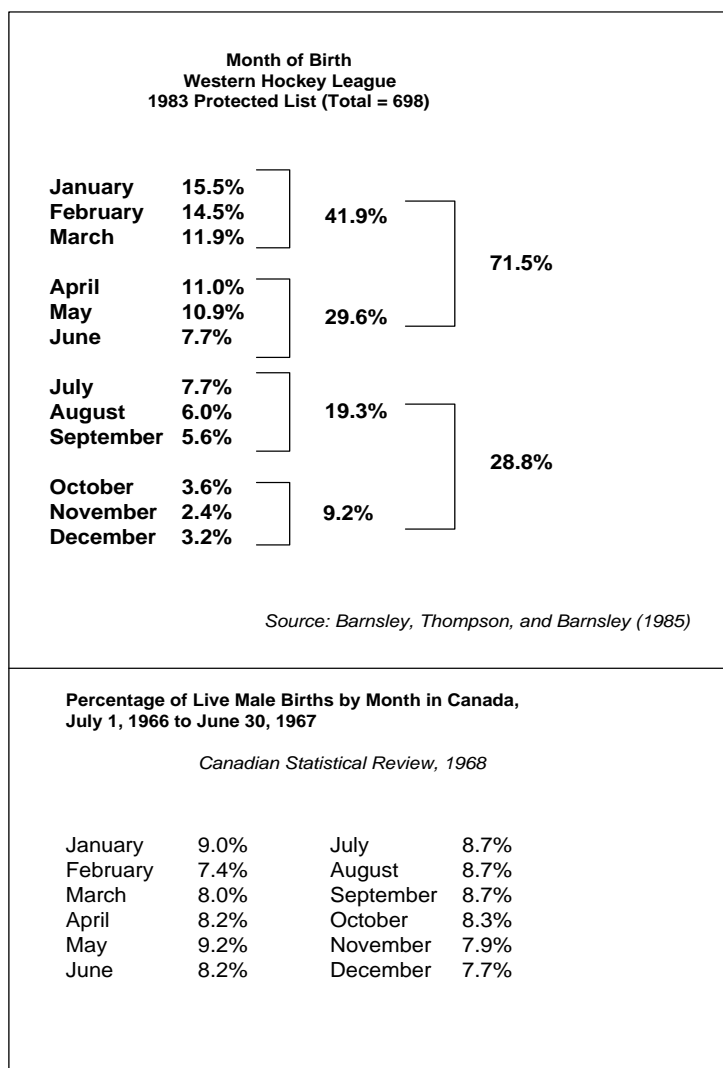 Month of Birth
Western Hockey League
1983 Protected List (Total = 698)
January 15.5%
February 14.5%
March 11.9%
41.9%
April 11.0%
May 10.9%
June 7.7%
29.6%
71.5%
July 7.7%
August 6.0%
September 5.6%
19.3%
October 3.6%
November 2.4%
December 3.2%
9.2%
28.8%
Source: Barnsley, Thompson, and Barnsley (1985)
Percentage of Live Male Births by Month in Canada,
July 1, 1966 to June 30, 1967
Canadian Statistical Review, 1968
January 9.0% July 8.7%
February 7.4% August 8.7%
March 8.0% September 8.7%
April 8.2% October 8.3%
May 9.2% November 7.9%
June 8.2% December 7.7%